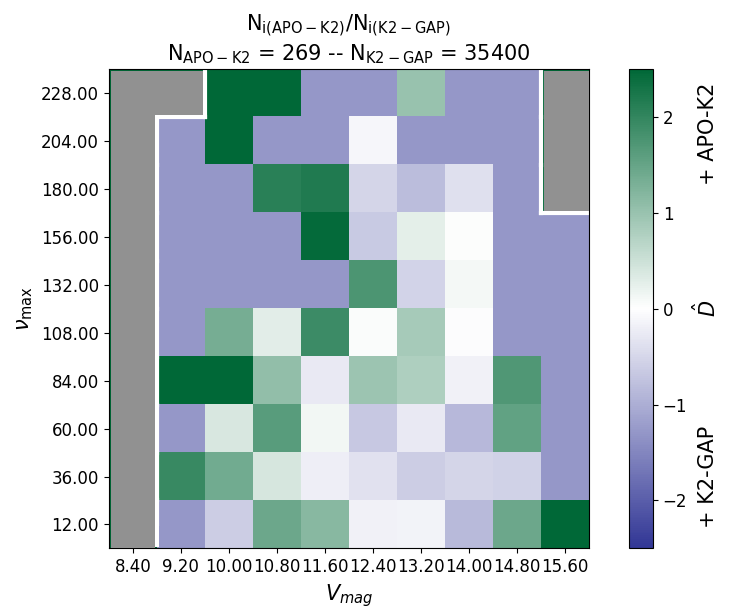 N_i(APO−K2)/N_i(K2−GAP)
N_APO−K2 = 269 -- N_K2−GAP = 35400
228.00
204.00
180.00
156.00
132.00
108.00
84.00
60.00
36.00
12.00
ν_max
8.40 9.20 10.00 10.80 11.60 12.40 13.20 14.00 14.80 15.60
V_mag
2
1
0
−1
−2
+ APO-K2
D̂
+ K2-GAP